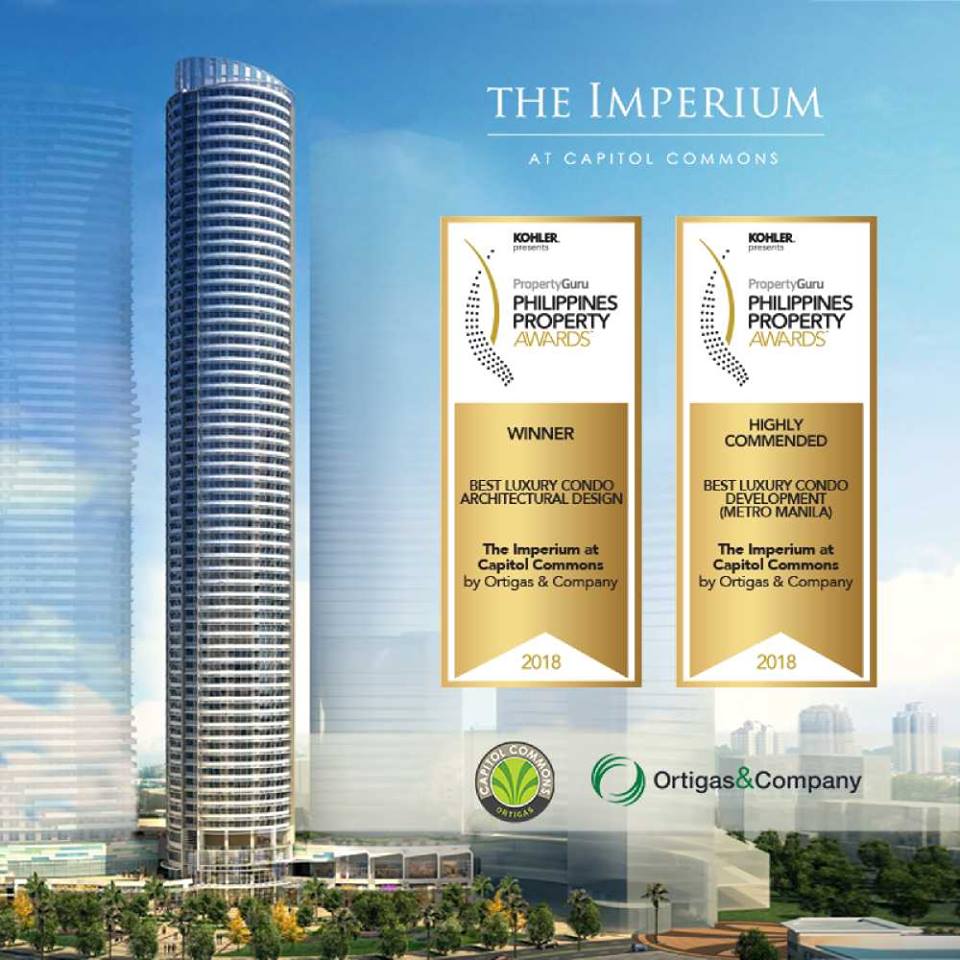 THE IMPERIUM
AT CAPITOL COMMONS
KOHLER.
presents
PropertyGuru
PHILIPPINES
PROPERTY
AWARDS™
WINNER
BEST LUXURY CONDO
ARCHITECTURAL DESIGN
The Imperium at
Capitol Commons
by Ortigas & Company
2018
KOHLER.
presents
PropertyGuru
PHILIPPINES
PROPERTY
AWARDS™
HIGHLY
COMMENDED
BEST LUXURY CONDO
DEVELOPMENT
(METRO MANILA)
The Imperium at
Capitol Commons
by Ortigas & Company
2018
CAPITOL COMMONS
ORTIGAS
Ortigas&Company